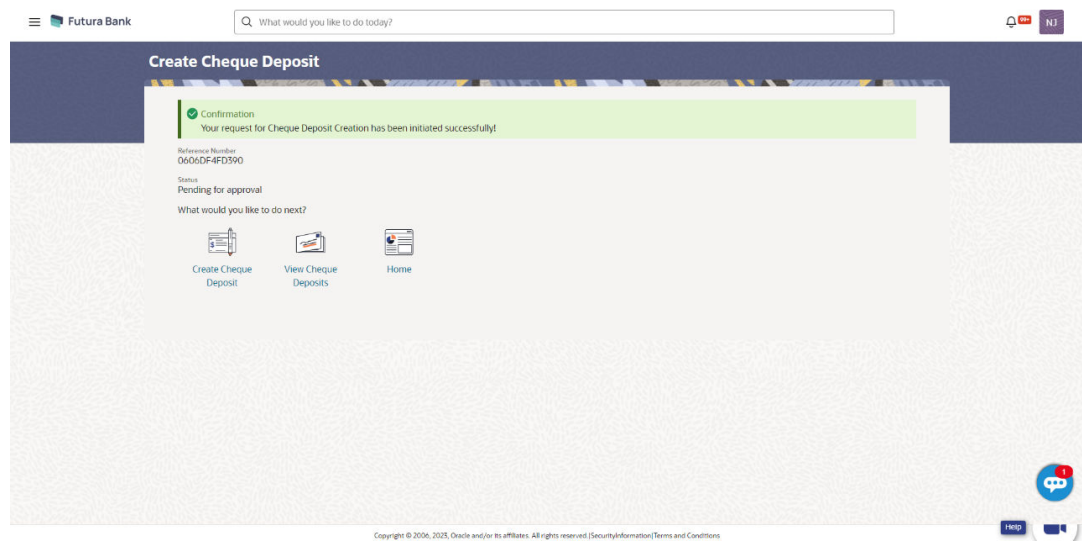 Futura Bank
What would you like to do today?
99+
NJ
Create Cheque Deposit
Confirmation
Your request for Cheque Deposit Creation has been initiated successfully!
Reference Number
0606DF4FD390
Status
Pending for approval
What would you like to do next?
Create Cheque
Deposit
View Cheque
Deposits
Home
1
Help
Copyright © 2006, 2023, Oracle and/or its affiliates. All rights reserved.|SecurityInformation|Terms and Conditions